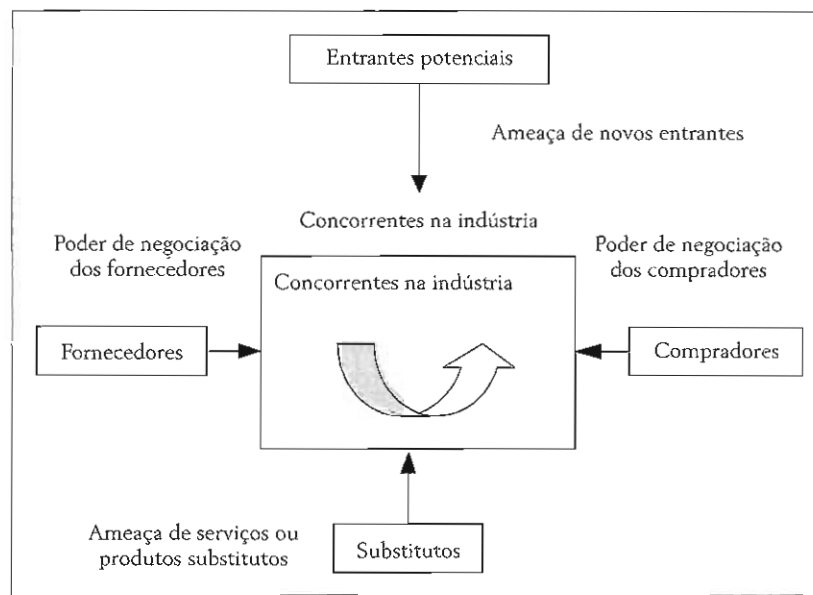 Entrantes potenciais
Ameaça de novos entrantes
Concorrentes na indústria
Poder de negociação
dos fornecedores
Poder de negociação
dos compradores
Concorrentes na indústria
Fornecedores
Compradores
Ameaça de serviços ou
produtos substitutos
Substitutos